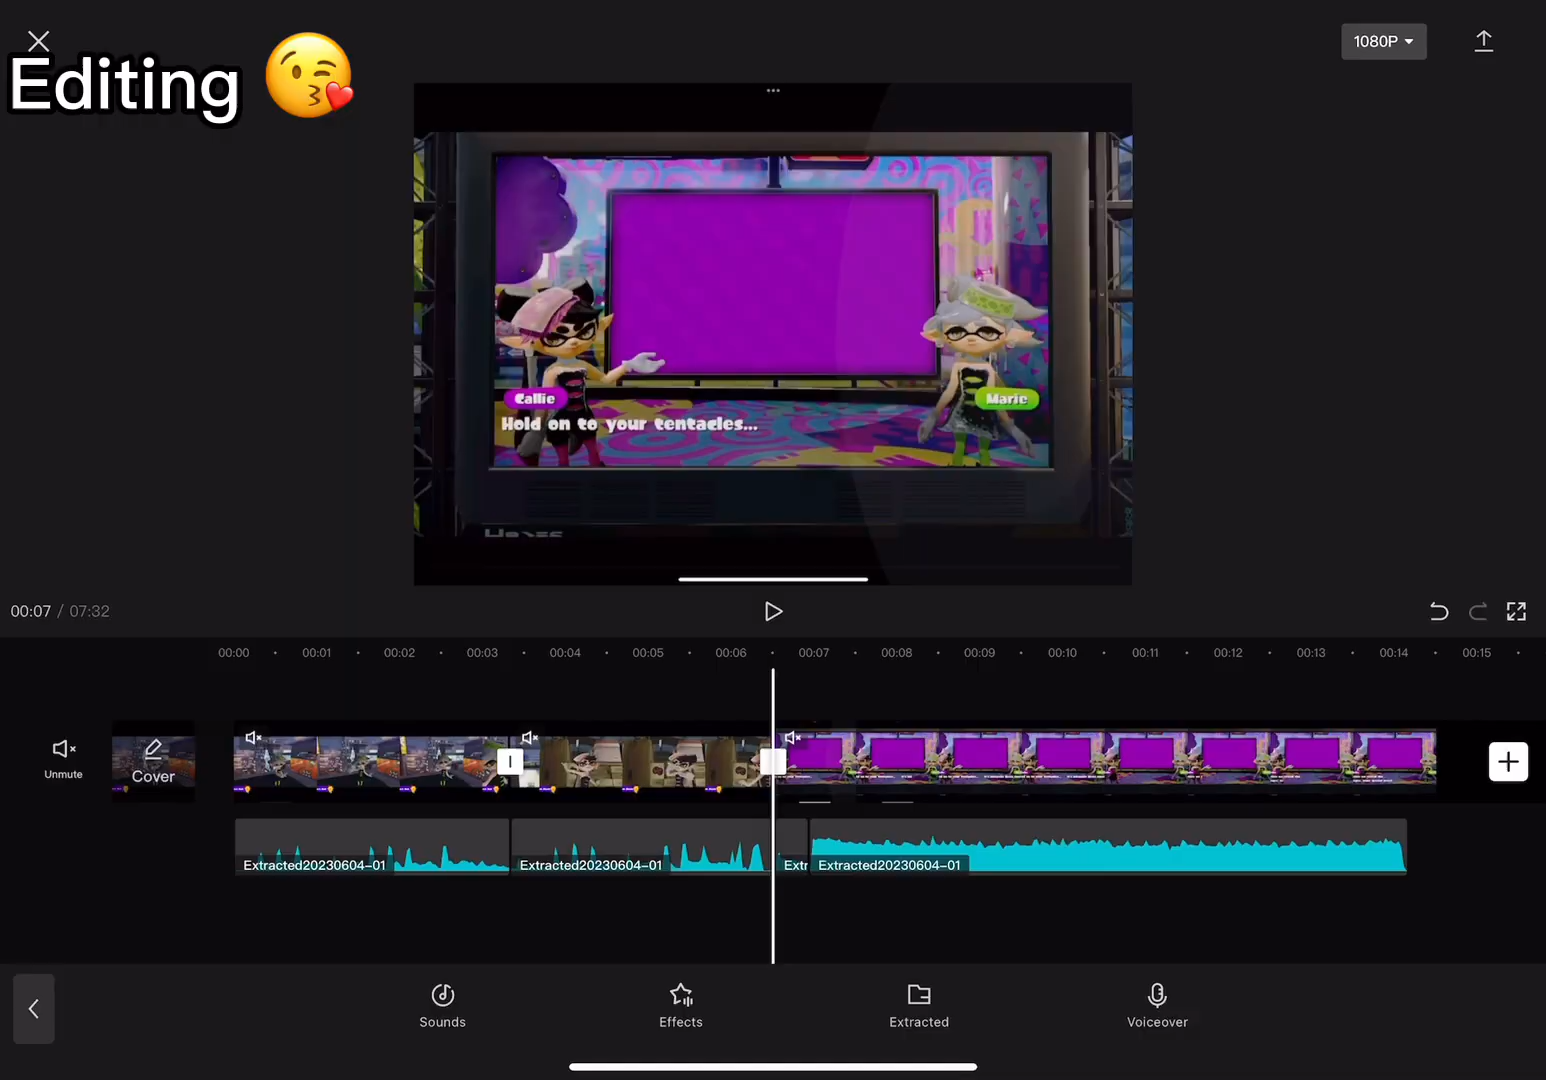 Editing 😘
1080P
Callie
Marie
Hold on to your tentacles...
00:07 / 07:32
00:00 00:01 00:02 00:03 00:04 00:05 00:06 00:07 00:08 00:09 00:10 00:11 00:12 00:13 00:14 00:15
Unmute
Cover
Extracted20230604-01
Extracted20230604-01
Extr
Extracted20230604-01
Sounds
Effects
Extracted
Voiceover